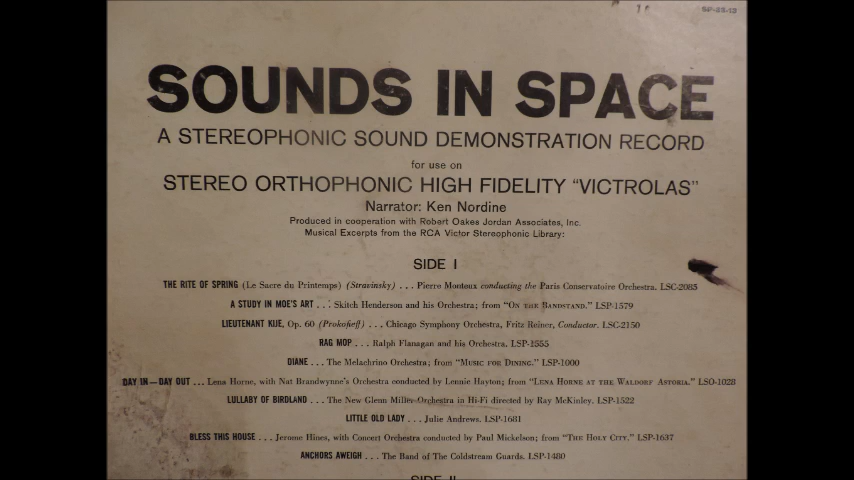 SP-33-13
SOUNDS IN SPACE
A STEREOPHONIC SOUND DEMONSTRATION RECORD
for use on
STEREO ORTHOPHONIC HIGH FIDELITY "VICTROLAS"
Narrator: Ken Nordine
Produced in cooperation with Robert Oakes Jordan Associates, Inc.
Musical Excerpts from the RCA Victor Stereophonic Library:
SIDE I
THE RITE OF SPRING (Le Sacre du Printemps) (Stravinsky) . . . Pierre Monteux conducting the Paris Conservatoire Orchestra. LSC-2085
A STUDY IN MOE'S ART . . . Skitch Henderson and his Orchestra; from "ON THE BANDSTAND." LSP-1579
LIEUTENANT KIJE, Op. 60 (Prokofieff) . . . Chicago Symphony Orchestra, Fritz Reiner, Conductor. LSC-2150
RAG MOP . . . Ralph Flanagan and his Orchestra. LSP-1555
DIANE . . . The Melachrino Orchestra; from "MUSIC FOR DINING." LSP-1000
DAY IN—DAY OUT . . . Lena Horne, with Nat Brandwynne's Orchestra conducted by Lennie Hayton; from "LENA HORNE AT THE WALDORF ASTORIA." LSO-1028
LULLABY OF BIRDLAND . . . The New Glenn Miller Orchestra in Hi-Fi directed by Ray McKinley. LSP-1522
LITTLE OLD LADY . . . Julie Andrews. LSP-1681
BLESS THIS HOUSE . . . Jerome Hines, with Concert Orchestra conducted by Paul Mickelson; from "THE HOLY CITY." LSP-1637
ANCHORS AWEIGH . . . The Band of The Coldstream Guards. LSP-1480
SIDE II